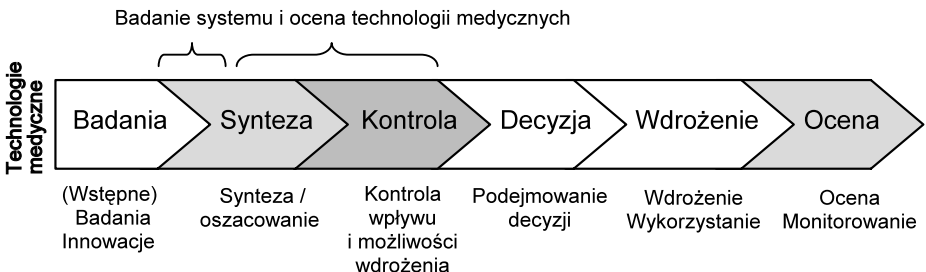 Badanie systemu i ocena technologii medycznych
Technologie
medyczne
Badania
Synteza
Kontrola
Decyzja
Wdrożenie
Ocena
(Wstępne)
Badania
Innowacje
Synteza /
oszacowanie
Kontrola
wpływu
i możliwości
wdrożenia
Podejmowanie
decyzji
Wdrożenie
Wykorzystanie
Ocena
Monitorowanie